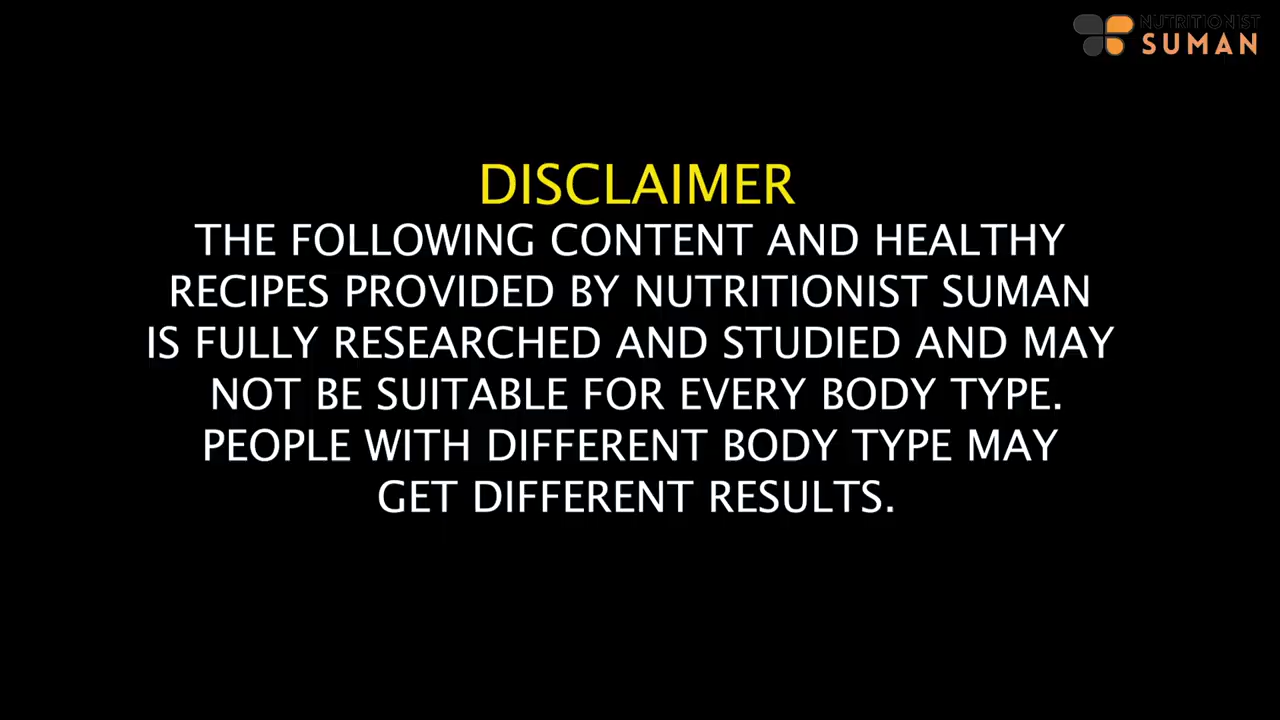 NUTRITIONIST
SUMAN
DISCLAIMER
THE FOLLOWING CONTENT AND HEALTHY
RECIPES PROVIDED BY NUTRITIONIST SUMAN
IS FULLY RESEARCHED AND STUDIED AND MAY
NOT BE SUITABLE FOR EVERY BODY TYPE.
PEOPLE WITH DIFFERENT BODY TYPE MAY
GET DIFFERENT RESULTS.